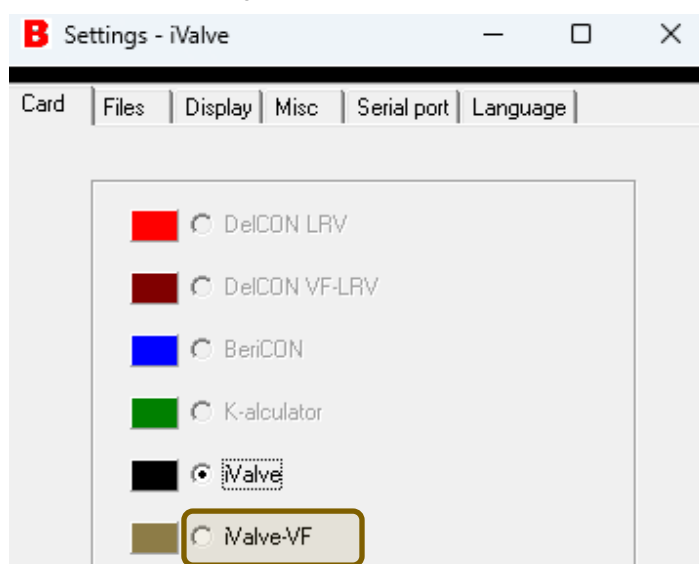 B Settings - iValve
Card Files Display Misc Serial port Language
DelCON LRV
DelCON VF-LRV
BeriCON
K-alculator
iValve
iValve-VF